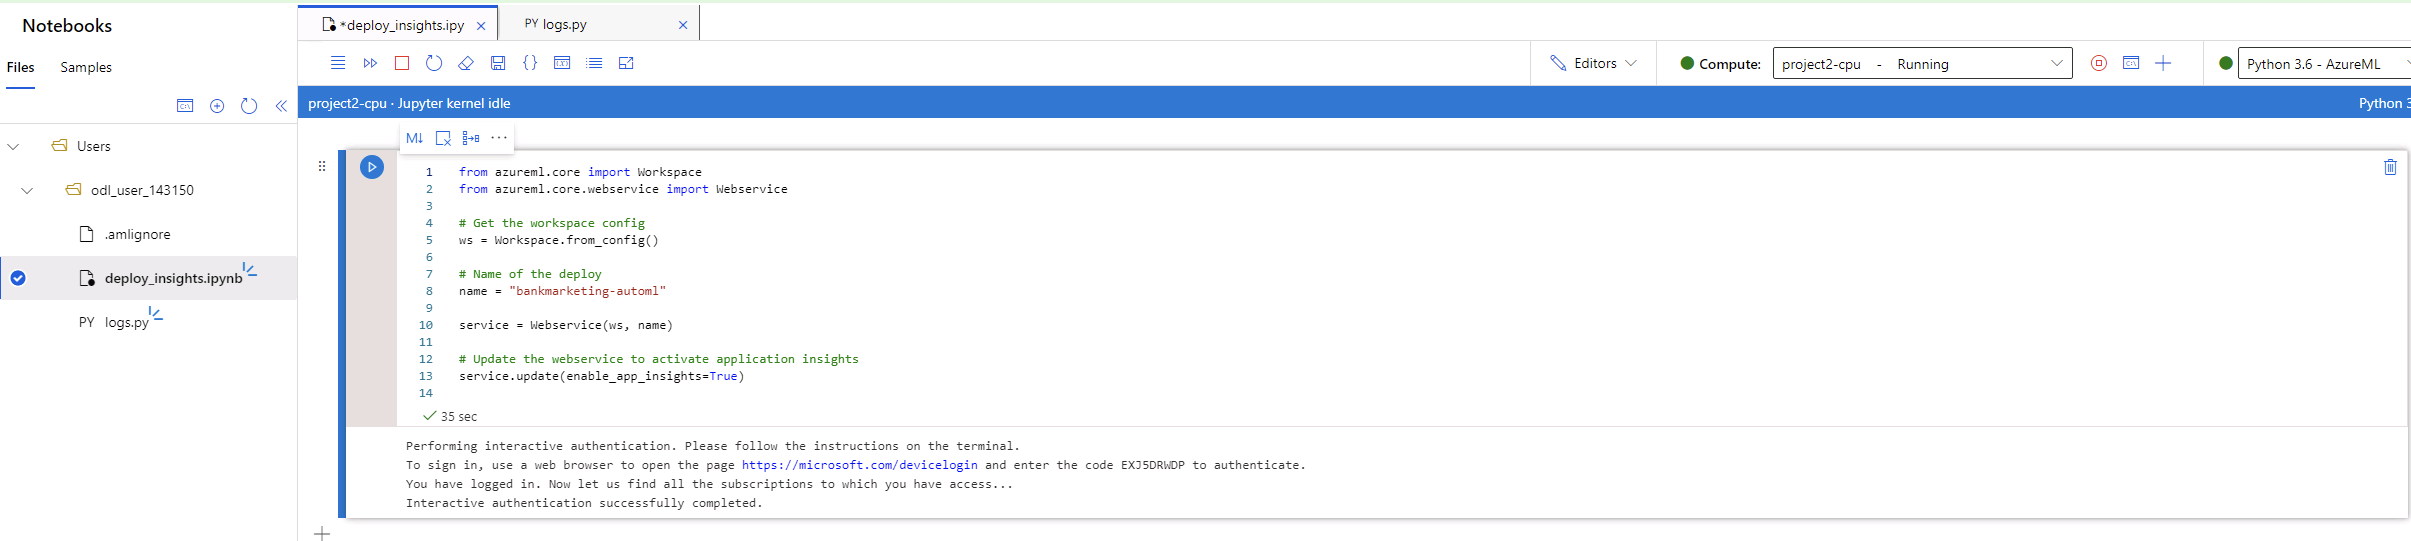 Notebooks
Files Samples
Users
odl_user_143150
.amlignore
deploy_insights.ipynb
PY logs.py
*deploy_insights.ipy
PY logs.py
Editors Compute: project2-cpu - Running Python 3.6 - AzureML
project2-cpu · Jupyter kernel idle Python 3
M↓
1 from azureml.core import Workspace
2 from azureml.core.webservice import Webservice
3
4 # Get the workspace config
5 ws = Workspace.from_config()
6
7 # Name of the deploy
8 name = "bankmarketing-automl"
9
10 service = Webservice(ws, name)
11
12 # Update the webservice to activate application insights
13 service.update(enable_app_insights=True)
14
35 sec
Performing interactive authentication. Please follow the instructions on the terminal.
To sign in, use a web browser to open the page https://microsoft.com/devicelogin and enter the code EXJ5DRWDP to authenticate.
You have logged in. Now let us find all the subscriptions to which you have access...
Interactive authentication successfully completed.